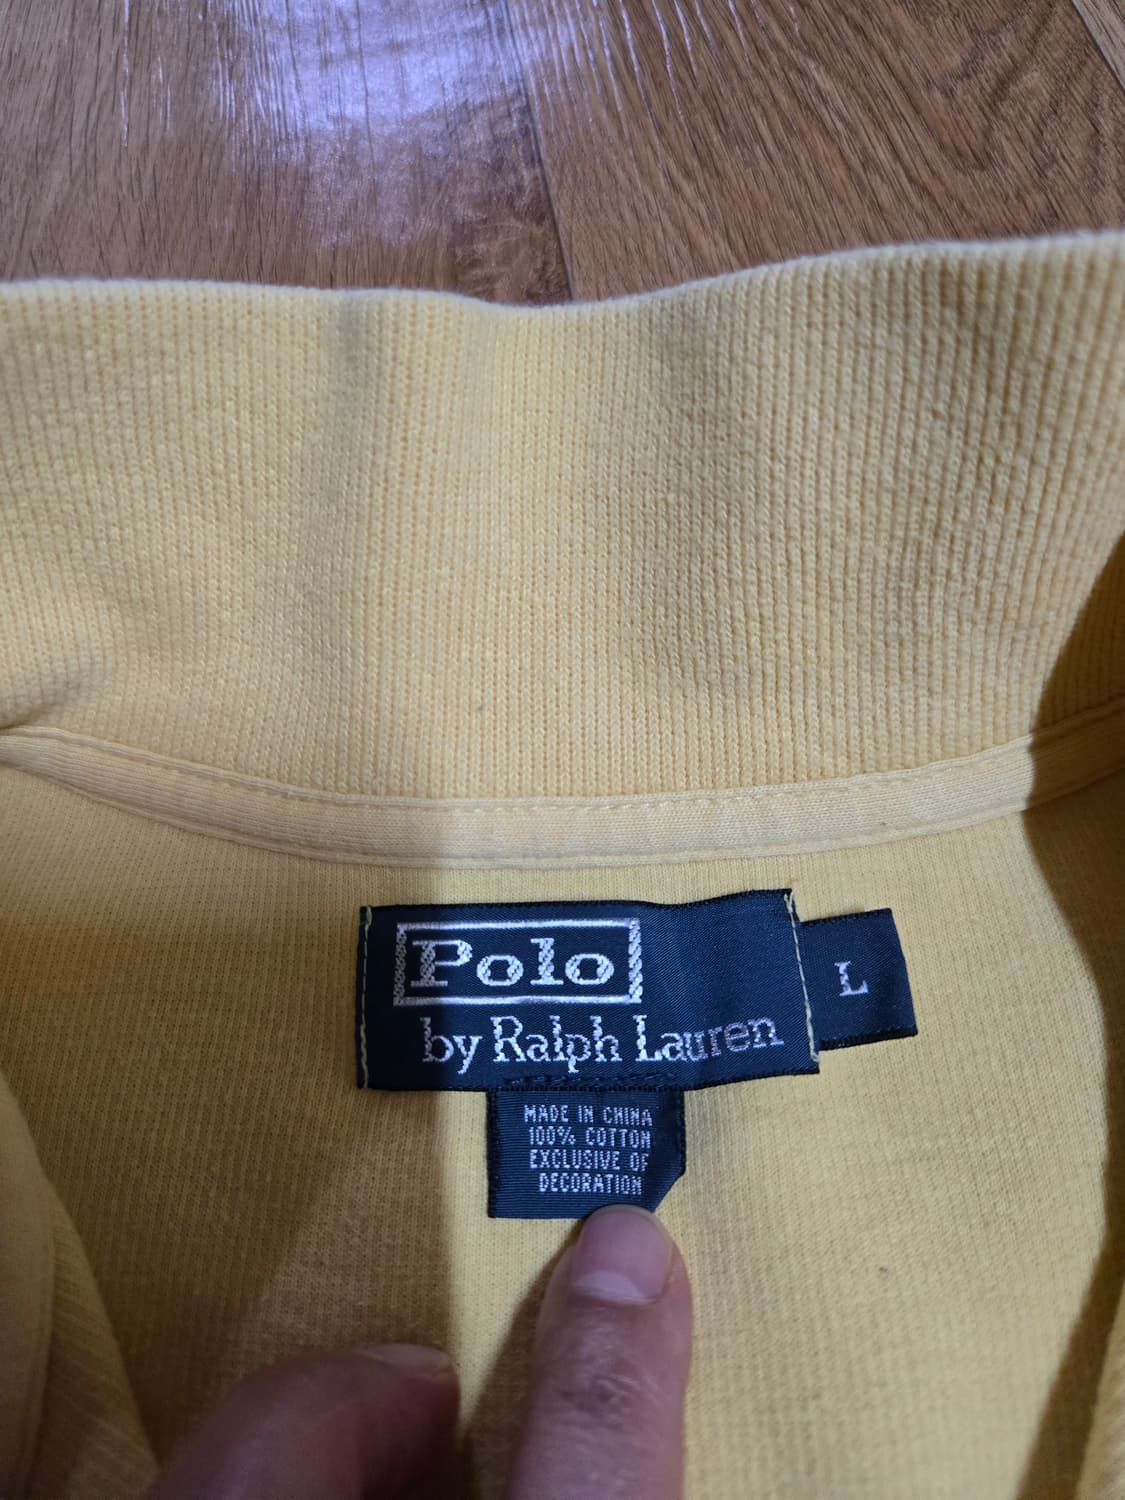 Polo
by Ralph Lauren
L
MADE IN CHINA
100% COTTON
EXCLUSIVE OF
DECORATION